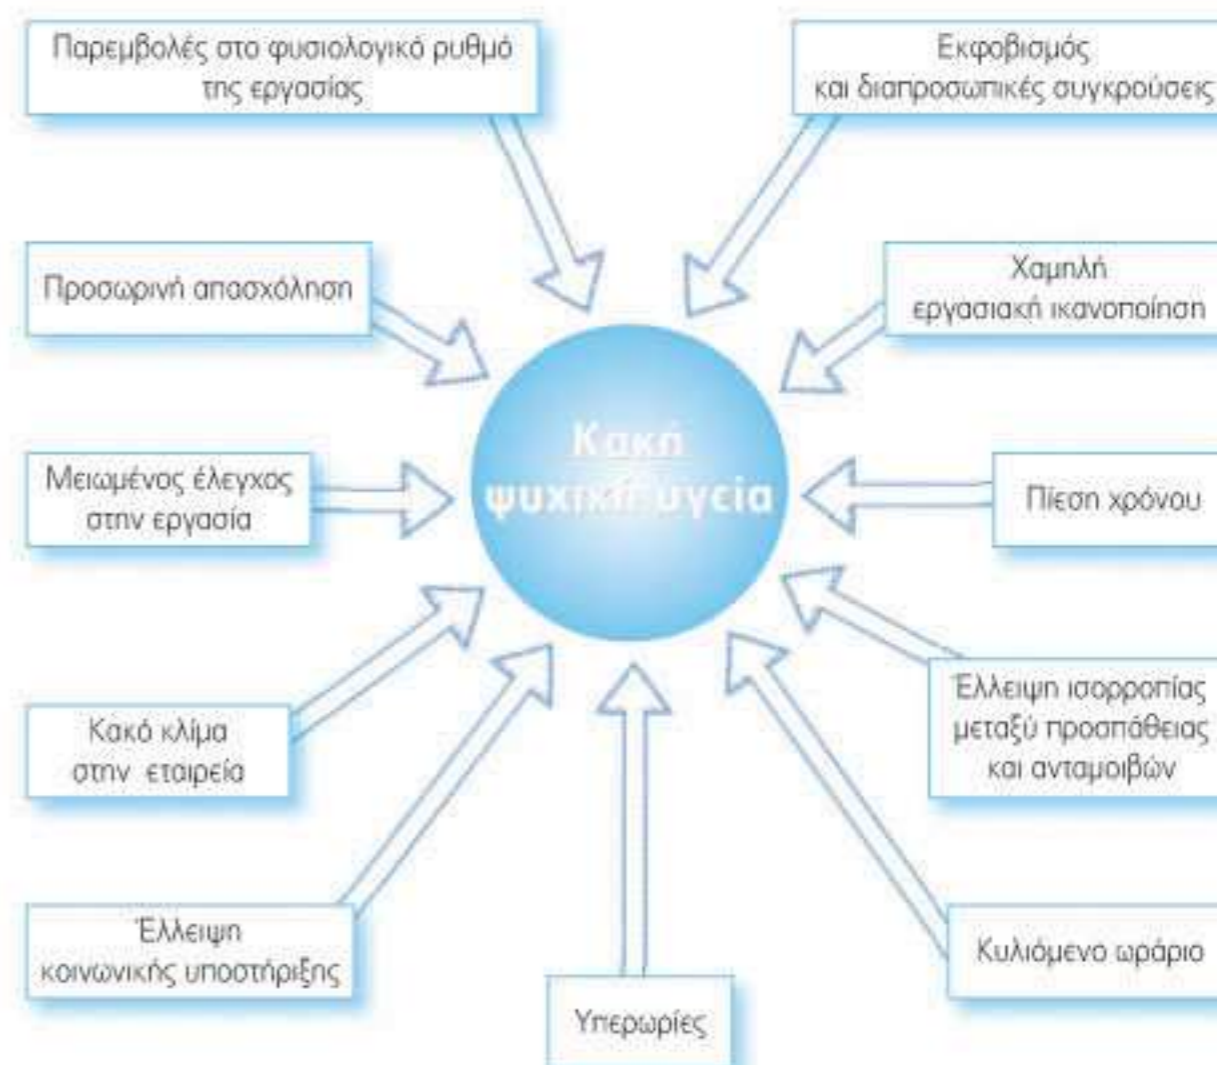 Παρεμβολές στο φυσιολογικό ρυθμό
της εργασίας
Εκφοβισμός
και διαπροσωπικές συγκρούσεις
Προσωρινή απασχόληση
Χαμηλή
εργασιακή ικανοποίηση
Κακή
ψυχική υγεία
Μειωμένος έλεγχος
στην εργασία
Πίεση χρόνου
Κακό κλίμα
στην εταιρεία
Έλλειψη ισορροπίας
μεταξύ προσπάθειας
και ανταμοιβών
Έλλειψη
κοινωνικής υποστήριξης
Κυλιόμενο ωράριο
Υπερωρίες